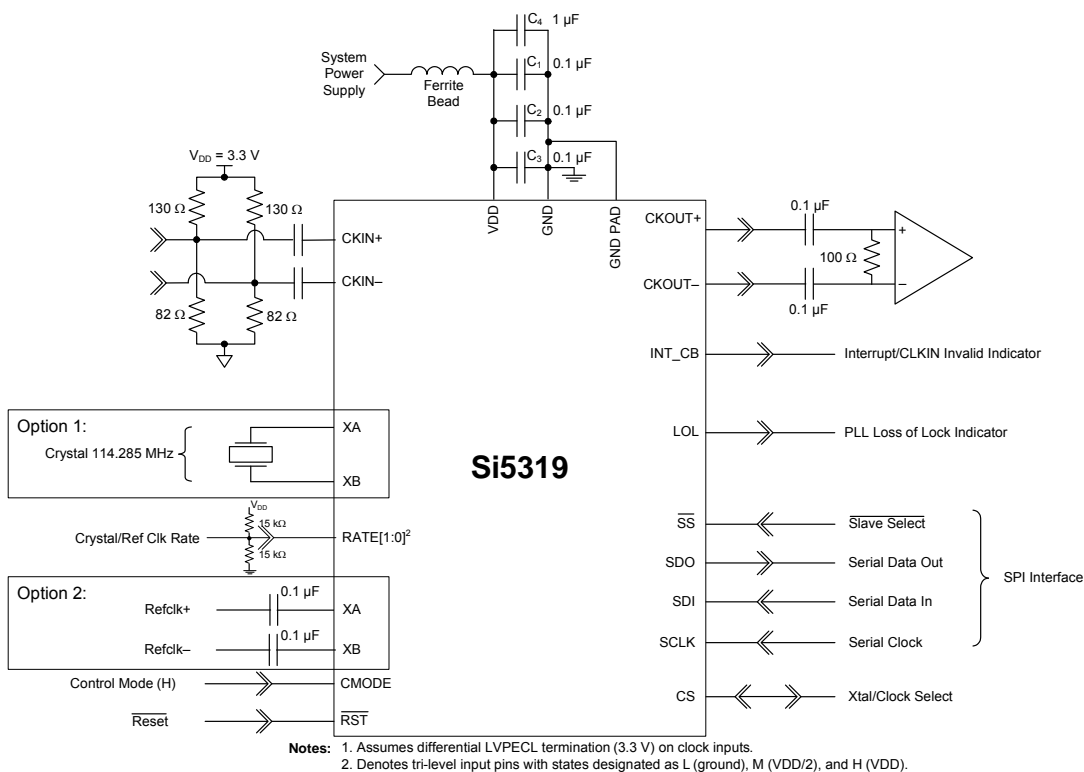 C4 1 µF
System
Power
Supply
Ferrite
Bead
C1 0.1 µF
C2 0.1 µF
C3 0.1 µF
VDD = 3.3 V
130 Ω
130 Ω
82 Ω
82 Ω
VDD
GND
GND PAD
CKIN+
CKIN–
CKOUT+
CKOUT–
0.1 µF
100 Ω
0.1 µF
+
–
INT_CB
Interrupt/CLKIN Invalid Indicator
LOL
PLL Loss of Lock Indicator
Option 1:
Crystal 114.285 MHz
XA
XB
Si5319
VDD
15 kΩ
15 kΩ
Crystal/Ref Clk Rate
RATE[1:0]2
Option 2:
Refclk+
0.1 µF
XA
Refclk–
0.1 µF
XB
Control Mode (H)
CMODE
Reset
RST
SS
Slave Select
SDO
Serial Data Out
SDI
Serial Data In
SCLK
Serial Clock
SPI Interface
CS
Xtal/Clock Select
Notes: 1. Assumes differential LVPECL termination (3.3 V) on clock inputs.
2. Denotes tri-level input pins with states designated as L (ground), M (VDD/2), and H (VDD).